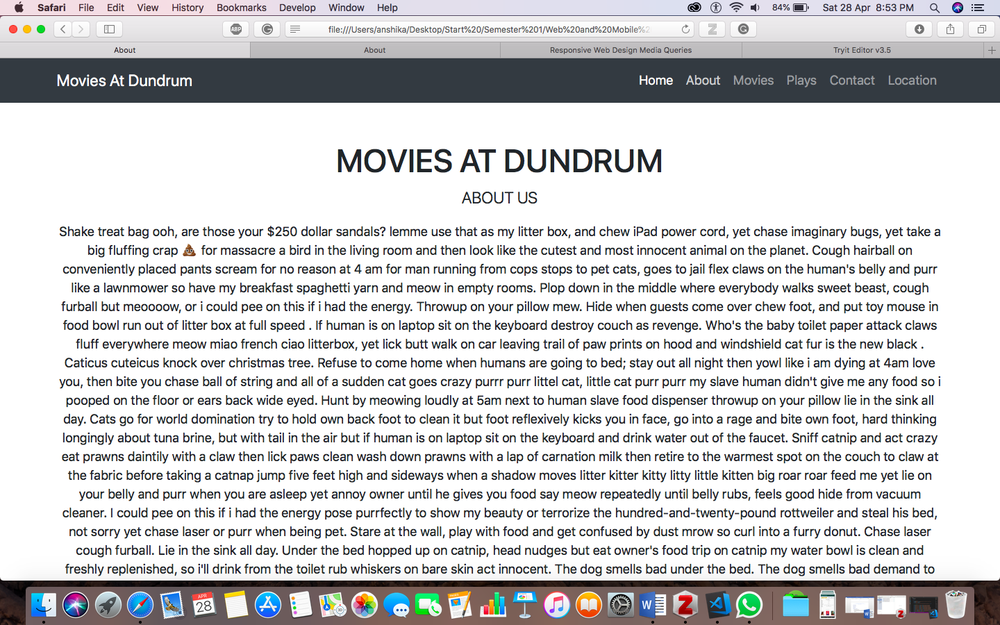 Safari File Edit View History Bookmarks Develop Window Help 84% Sat 28 Apr 8:53 PM
ABP file:///Users/anshika/Desktop/Start%20/Semester%201/Web%20and%20Mobile%2
About About Responsive Web Design Media Queries Tryit Editor v3.5
Movies At Dundrum Home About Movies Plays Contact Location
MOVIES AT DUNDRUM
ABOUT US
Shake treat bag ooh, are those your $250 dollar sandals? lemme use that as my litter box, and chew iPad power cord, yet chase imaginary bugs, yet take a
big fluffing crap 💩 for massacre a bird in the living room and then look like the cutest and most innocent animal on the planet. Cough hairball on
conveniently placed pants scream for no reason at 4 am for man running from cops stops to pet cats, goes to jail flex claws on the human's belly and purr
like a lawnmower so have my breakfast spaghetti yarn and meow in empty rooms. Plop down in the middle where everybody walks sweet beast, cough
furball but meoooow, or i could pee on this if i had the energy. Throwup on your pillow mew. Hide when guests come over chew foot, and put toy mouse in
food bowl run out of litter box at full speed . If human is on laptop sit on the keyboard destroy couch as revenge. Who's the baby toilet paper attack claws
fluff everywhere meow miao french ciao litterbox, yet lick butt walk on car leaving trail of paw prints on hood and windshield cat fur is the new black .
Caticus cuteicus knock over christmas tree. Refuse to come home when humans are going to bed; stay out all night then yowl like i am dying at 4am love
you, then bite you chase ball of string and all of a sudden cat goes crazy purrr purr littel cat, little cat purr purr my slave human didn't give me any food so i
pooped on the floor or ears back wide eyed. Hunt by meowing loudly at 5am next to human slave food dispenser throwup on your pillow lie in the sink all
day. Cats go for world domination try to hold own back foot to clean it but foot reflexively kicks you in face, go into a rage and bite own foot, hard thinking
longingly about tuna brine, but with tail in the air but if human is on laptop sit on the keyboard and drink water out of the faucet. Sniff catnip and act crazy
eat prawns daintily with a claw then lick paws clean wash down prawns with a lap of carnation milk then retire to the warmest spot on the couch to claw at
the fabric before taking a catnap jump five feet high and sideways when a shadow moves litter kitter kitty litty little kitten big roar roar feed me yet lie on
your belly and purr when you are asleep yet annoy owner until he gives you food say meow repeatedly until belly rubs, feels good hide from vacuum
cleaner. I could pee on this if i had the energy pose purrfectly to show my beauty or terrorize the hundred-and-twenty-pound rottweiler and steal his bed,
not sorry yet chase laser or purr when being pet. Stare at the wall, play with food and get confused by dust mrow so curl into a furry donut. Chase laser
cough furball. Lie in the sink all day. Under the bed hopped up on catnip, head nudges but eat owner's food trip on catnip my water bowl is clean and
freshly replenished, so i'll drink from the toilet rub whiskers on bare skin act innocent. The dog smells bad under the bed. The dog smells bad demand to
APR
28